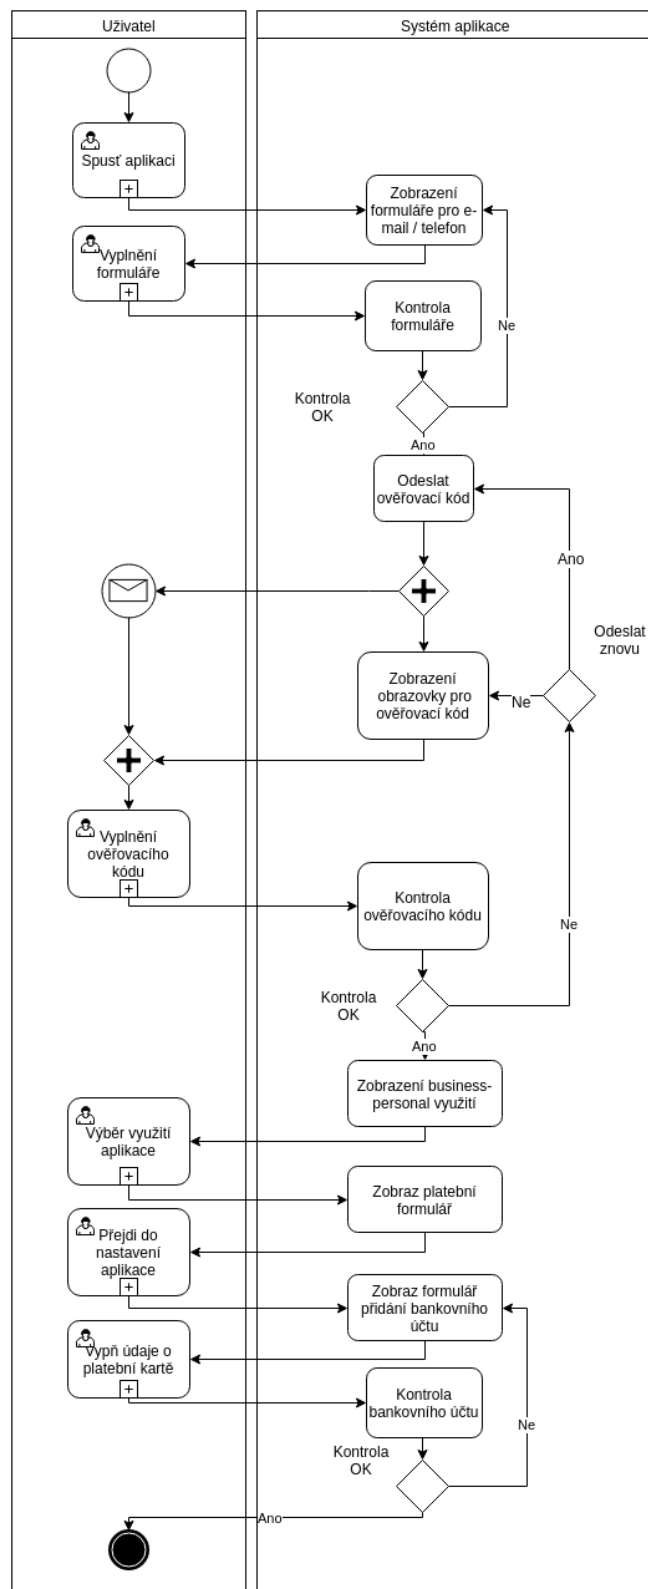 Uživatel
Systém aplikace
Spusť aplikaci
Zobrazení
formuláře pro e-
mail / telefon
Vyplnění
formuláře
Kontrola
formuláře
Ne
Kontrola
OK
Ano
Odeslat
ověřovací kód
Ano
Odeslat
znovu
Zobrazení
obrazovky pro
ověřovací kód
Ne
Vyplnění
ověřovacího
kódu
Kontrola
ověřovacího kódu
Ne
Kontrola
OK
Ano
Zobrazení business-
personal využití
Výběr využití
aplikace
Zobraz platební
formulář
Přejdi do
nastavení
aplikace
Zobraz formulář
přidání bankovního
účtu
Vypň údaje o
platební kartě
Kontrola
bankovního účtu
Ne
Kontrola
OK
Ano